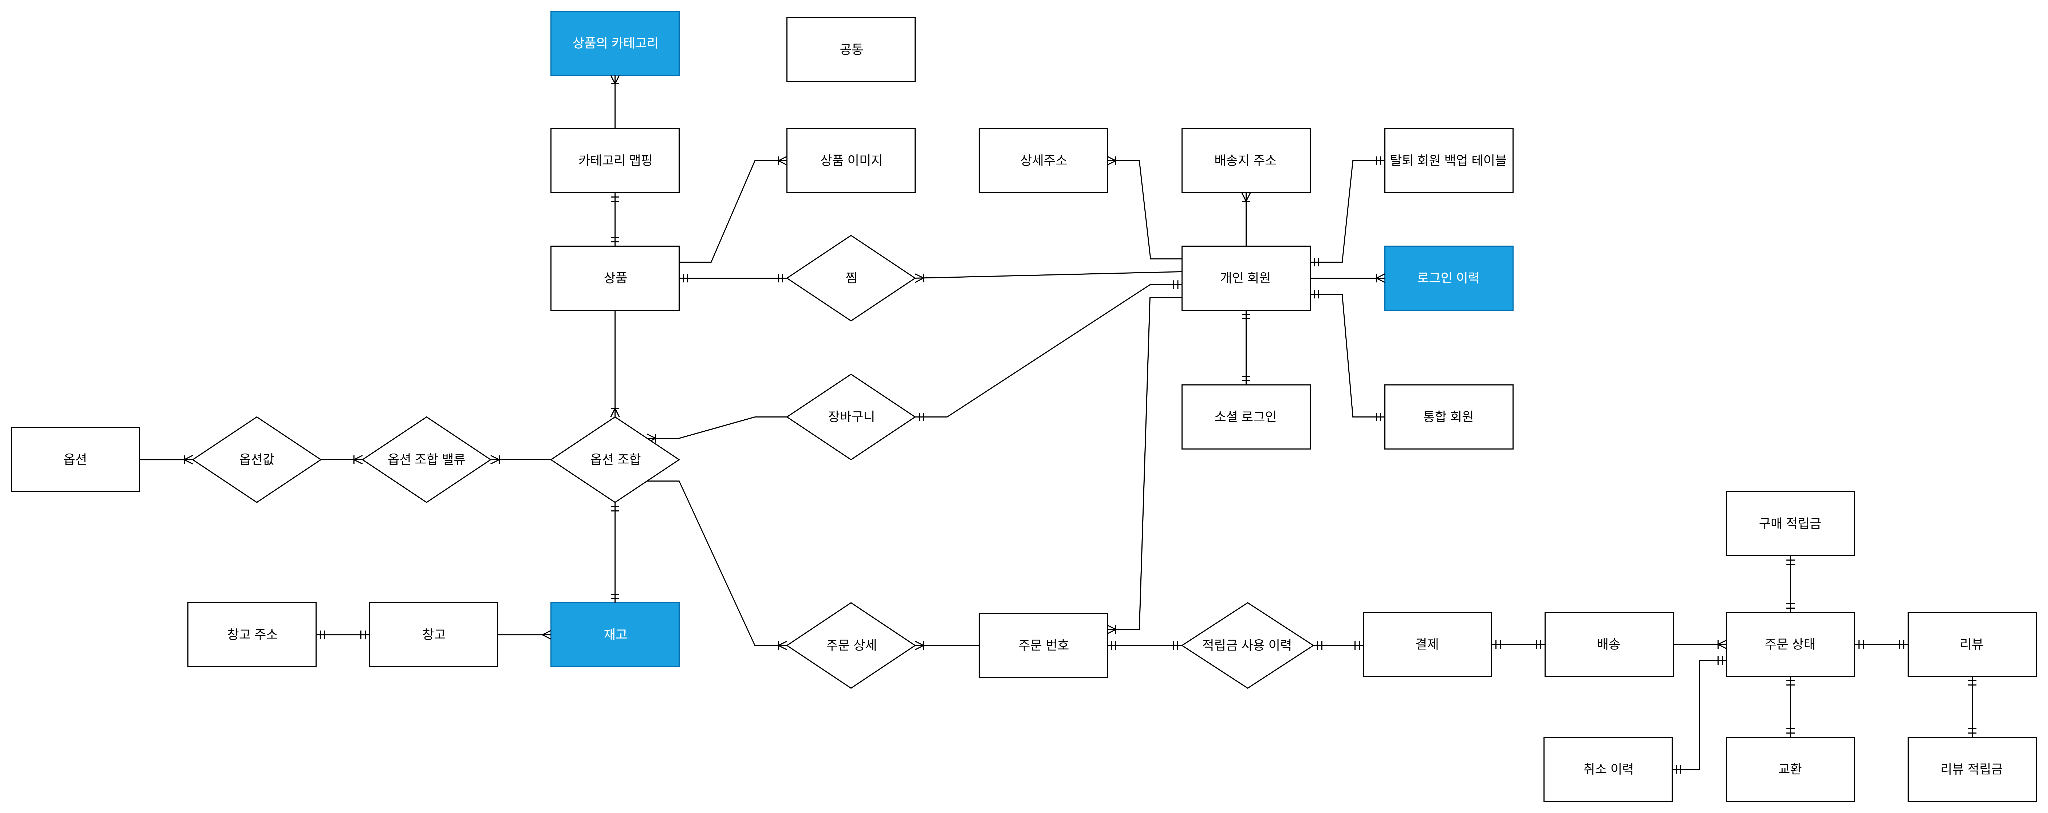 상품의 카테고리
공통
카테고리 맵핑
상품 이미지
상세주소
배송지 주소
탈퇴 회원 백업 테이블
상품
찜
개인 회원
로그인 이력
장바구니
소셜 로그인
통합 회원
옵션
옵션값
옵션 조합 밸류
옵션 조합
구매 적립금
창고 주소
창고
재고
주문 상세
주문 번호
적립금 사용 이력
결제
배송
주문 상태
리뷰
취소 이력
교환
리뷰 적립금